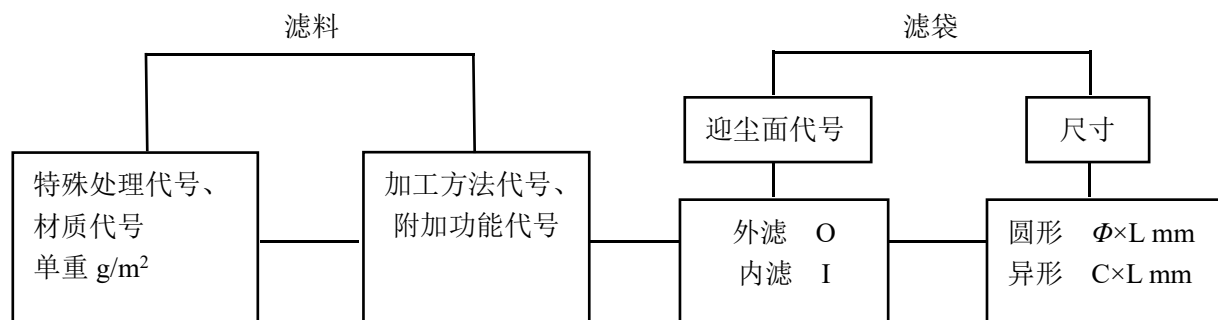 滤料
滤袋
迎尘面代号
尺寸
特殊处理代号、
材质代号
单重 g/m²
加工方法代号、
附加功能代号
外滤 O
内滤 I
圆形 Φ×L mm
异形 C×L mm